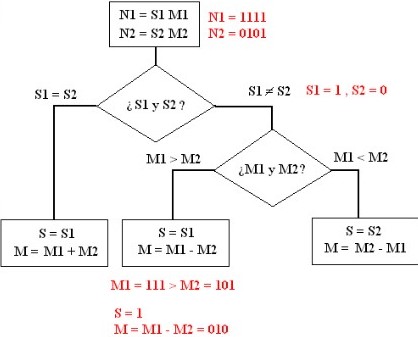 N1 = S1 M1
N2 = S2 M2
N1 = 1111
N2 = 0101
S1 = S2
¿S1 y S2?
S1 ≠ S2
S1 = 1 , S2 = 0
M1 > M2
¿M1 y M2?
M1 < M2
S = S1
M = M1 + M2
S = S1
M = M1 - M2
S = S2
M = M2 - M1
M1 = 111 > M2 = 101
S = 1
M = M1 - M2 = 010